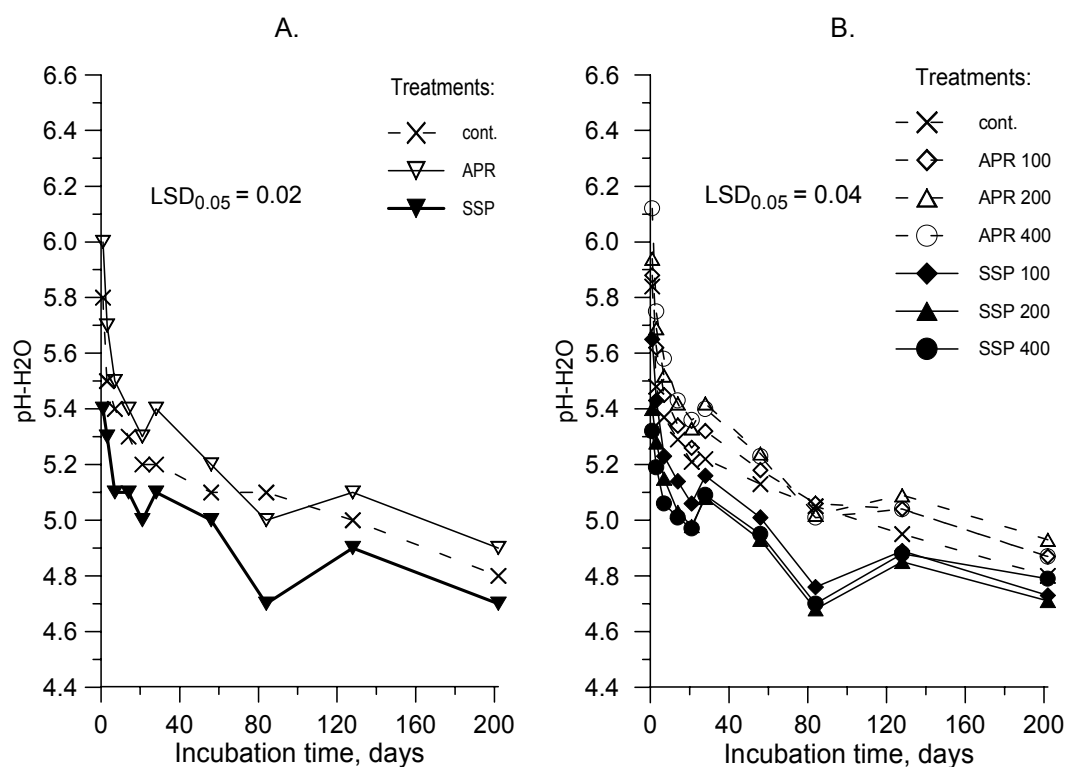 A.
6.6
6.4
6.2
6.0
5.8
5.6
5.4
5.2
5.0
4.8
4.6
4.4
pH-H2O
Treatments:
cont.
APR
SSP
LSD0.05 = 0.02
0 40 80 120 160 200
Incubation time, days
B.
6.6
6.4
6.2
6.0
5.8
5.6
5.4
5.2
5.0
4.8
4.6
4.4
pH-H2O
Treatments:
cont.
APR 100
APR 200
APR 400
SSP 100
SSP 200
SSP 400
LSD0.05 = 0.04
0 40 80 120 160 200
Incubation time, days